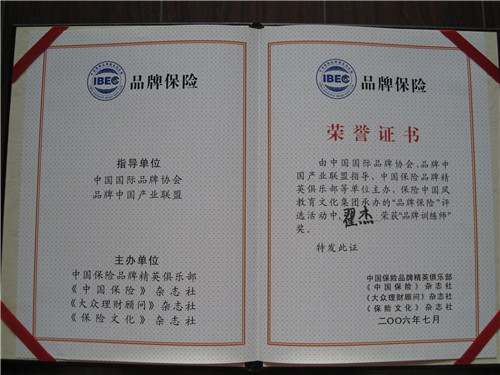 IBEC
品牌保险
指导单位
中国国际品牌协会
品牌中国产业联盟
主办单位
中国保险品牌精英俱乐部
《中国保险》杂志社
《大众理财顾问》杂志社
《保险文化》杂志社
IBEC
品牌保险
荣誉证书
由中国国际品牌协会、品牌中
国产业联盟指导、中国保险品牌精
英俱乐部等单位主办、保险中国风
教育文化集团承办的“品牌保险”评
选活动中，翟杰 荣获“品牌训练师”
奖。
特发此证
中国保险品牌精英俱乐部
《中国保险》杂志社
《大众理财顾问》杂志社
《保险文化》杂志社
二〇〇六年七月